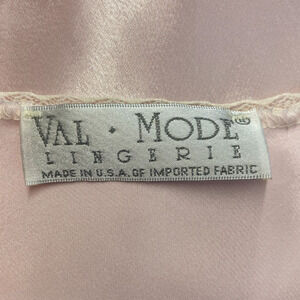 VAL · MODE ®
LINGERIE
MADE IN U.S.A. OF IMPORTED FABRIC